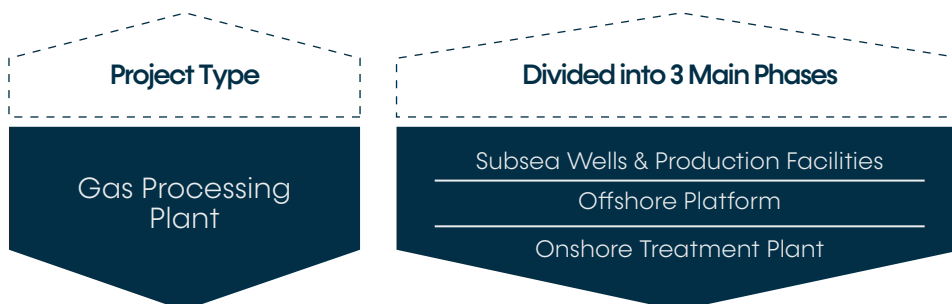 Project Type
Gas Processing
Plant
Divided into 3 Main Phases
Subsea Wells & Production Facilities
Offshore Platform
Onshore Treatment Plant